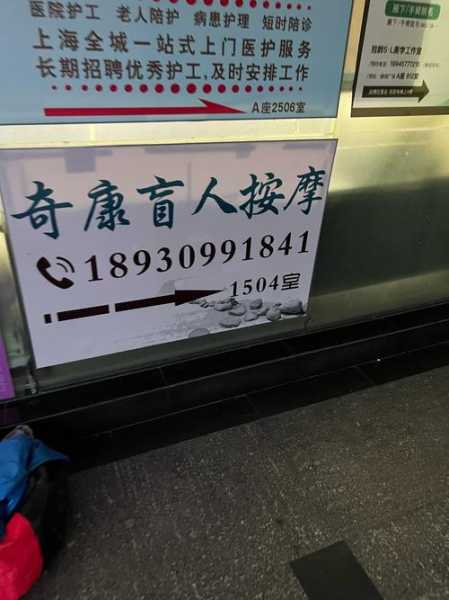 医院护工 老人陪护 病患护理 短时陪诊
上海全城一站式上门医护服务
长期招聘优秀护工,及时安排工作
A座2506室
奇康盲人按摩
18930991841
1504室